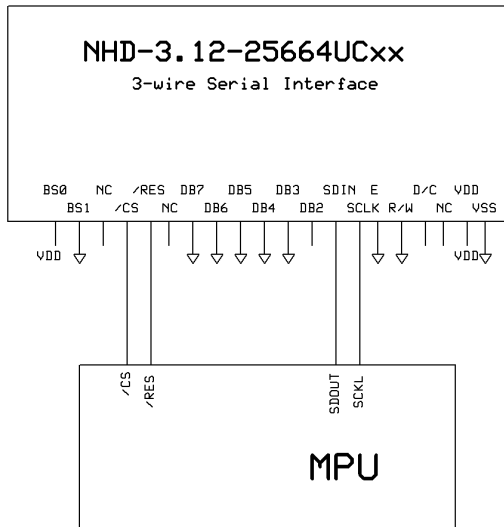 NHD-3.12-25664UCxx
3-wire Serial Interface
BS0 NC /RES DB7 DB5 DB3 SDIN E D/C VDD
BS1 /CS NC DB6 DB4 DB2 SCLK R/W NC VSS
VDD VDD
/CS
/RES
SDOUT
SCKL
MPU